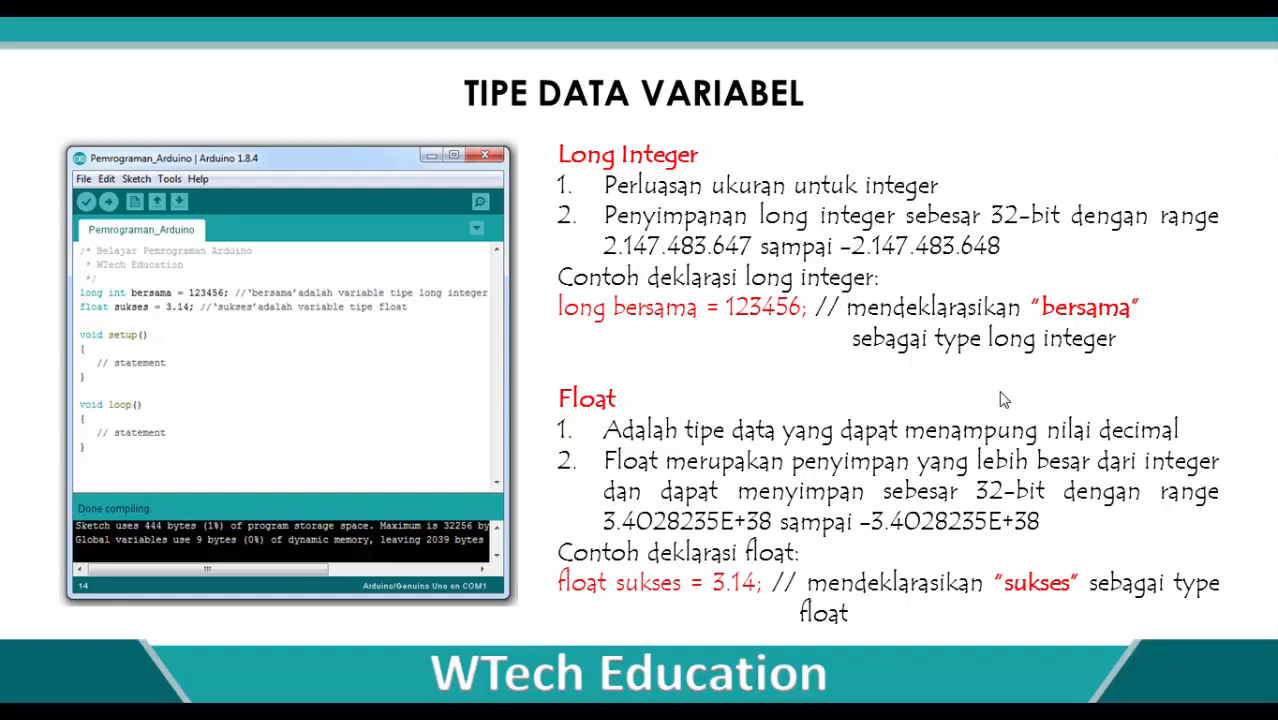 TIPE DATA VARIABEL
Pemrograman_Arduino | Arduino 1.8.4
File Edit Sketch Tools Help
Pemrograman_Arduino
/* Belajar Pemrograman Arduino
* WTech Education
*/
long int bersama = 123456; //'bersama'adalah variable tipe long integer
float sukses = 3.14; //'sukses'adalah variable tipe float
void setup()
{
// statement
}
void loop()
{
// statement
}
Done compiling.
Sketch uses 444 bytes (1%) of program storage space. Maximum is 32256 by
Global variables use 9 bytes (0%) of dynamic memory, leaving 2039 bytes
14
Arduino/Genuino Uno on COM1
Long Integer
1. Perluasan ukuran untuk integer
2. Penyimpanan long integer sebesar 32-bit dengan range
2.147.483.647 sampai -2.147.483.648
Contoh deklarasi long integer:
long bersama = 123456; // mendeklarasikan "bersama"
sebagai type long integer
Float
1. Adalah tipe data yang dapat menampung nilai decimal
2. Float merupakan penyimpan yang lebih besar dari integer
dan dapat menyimpan sebesar 32-bit dengan range
3.4028235E+38 sampai -3.4028235E+38
Contoh deklarasi float:
float sukses = 3.14; // mendeklarasikan "sukses" sebagai type
float
WTech Education